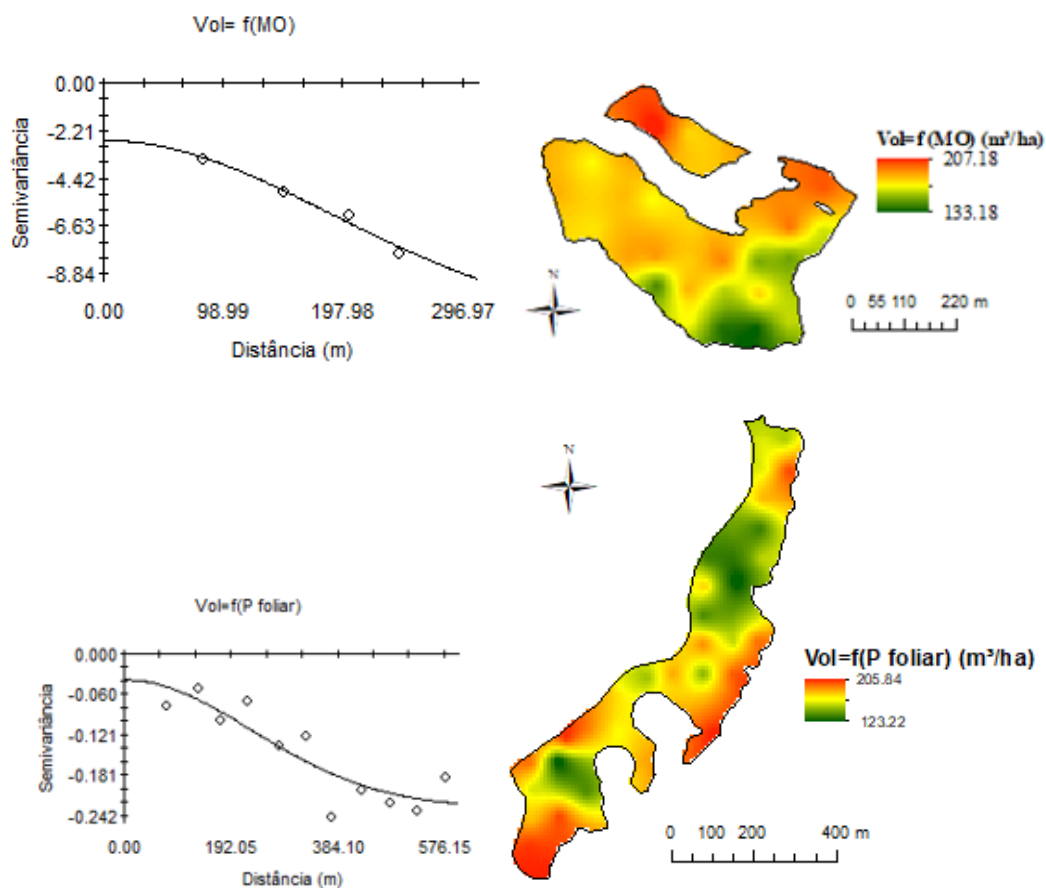 Vol= f(MO)
0.00
-2.21
-4.42
-6.63
-8.84
Semivariância
0.00 98.99 197.98 296.97
Distância (m)
Vol=f (MO) (m³/ha)
207.18
133.18
N
0 55 110 220 m
N
Vol=f(P foliar)
0.000
-0.060
-0.121
-0.181
-0.242
Semivariância
0.00 192.05 384.10 576.15
Distância (m)
Vol=f(P foliar) (m³/ha)
205.84
123.22
0 100 200 400 m